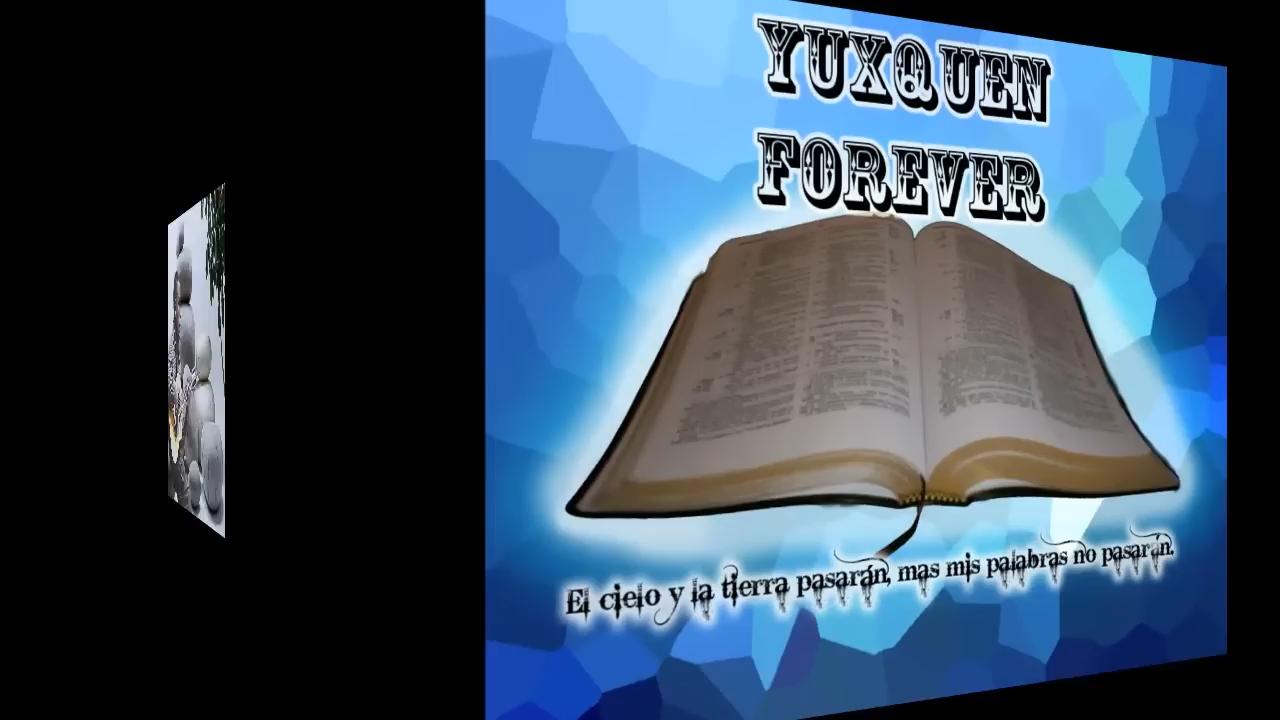 YUXQUEN
FOREVER
El cielo y la tierra pasarán, mas mis palabras no pasarán.